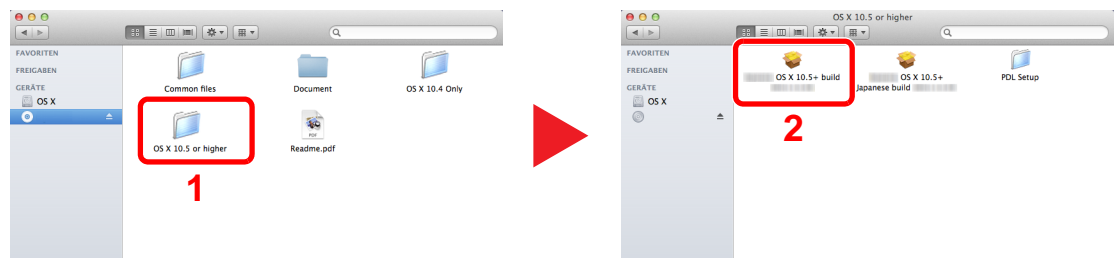 FAVORITEN
FREIGABEN
GERÄTE
OS X
Common files
Document
OS X 10.4 Only
OS X 10.5 or higher
PDF
Readme.pdf
1
OS X 10.5 or higher
FAVORITEN
FREIGABEN
GERÄTE
OS X
OS X 10.5+ build
OS X 10.5+
Japanese build
PDL Setup
2